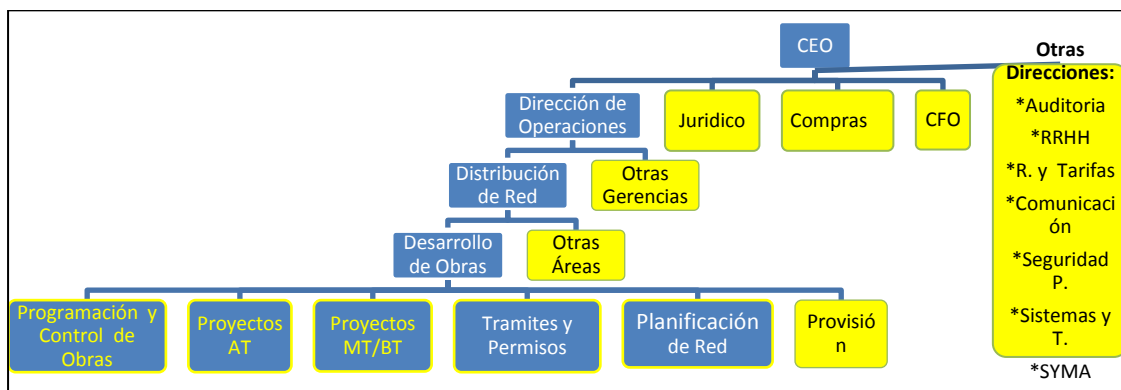 CEO
Otras
Direcciones:
*Auditoria
*RRHH
*R. y Tarifas
*Comunicaci
ón
*Seguridad
P.
*Sistemas y
T.
*SYMA
Dirección de
Operaciones
Juridico
Compras
CFO
Distribución
de Red
Otras
Gerencias
Desarrollo
de Obras
Otras
Áreas
Programación y
Control de
Obras
Proyectos
AT
Proyectos
MT/BT
Tramites y
Permisos
Planificación
de Red
Provisió
n